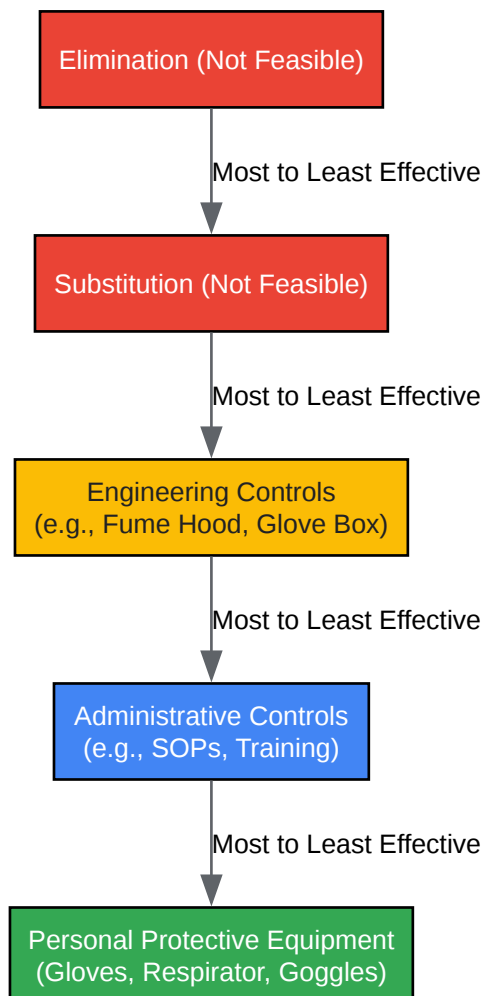 Elimination (Not Feasible)
Most to Least Effective
Substitution (Not Feasible)
Most to Least Effective
Engineering Controls
(e.g., Fume Hood, Glove Box)
Most to Least Effective
Administrative Controls
(e.g., SOPs, Training)
Most to Least Effective
Personal Protective Equipment
(Gloves, Respirator, Goggles)